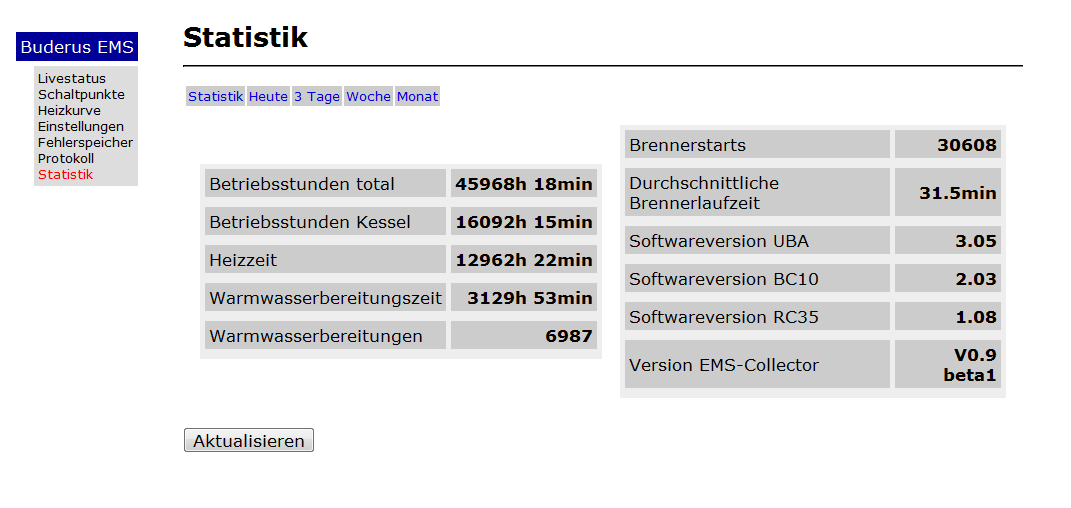 Buderus EMS
Livestatus
Schaltpunkte
Heizkurve
Einstellungen
Fehlerspeicher
Protokoll
Statistik
Statistik
Statistik Heute 3 Tage Woche Monat
Betriebsstunden total 45968h 18min
Betriebsstunden Kessel 16092h 15min
Heizzeit 12962h 22min
Warmwasserbereitungszeit 3129h 53min
Warmwasserbereitungen 6987
Brennerstarts 30608
Durchschnittliche
Brennerlaufzeit 31.5min
Softwareversion UBA 3.05
Softwareversion BC10 2.03
Softwareversion RC35 1.08
Version EMS-Collector V0.9
beta1
Aktualisieren